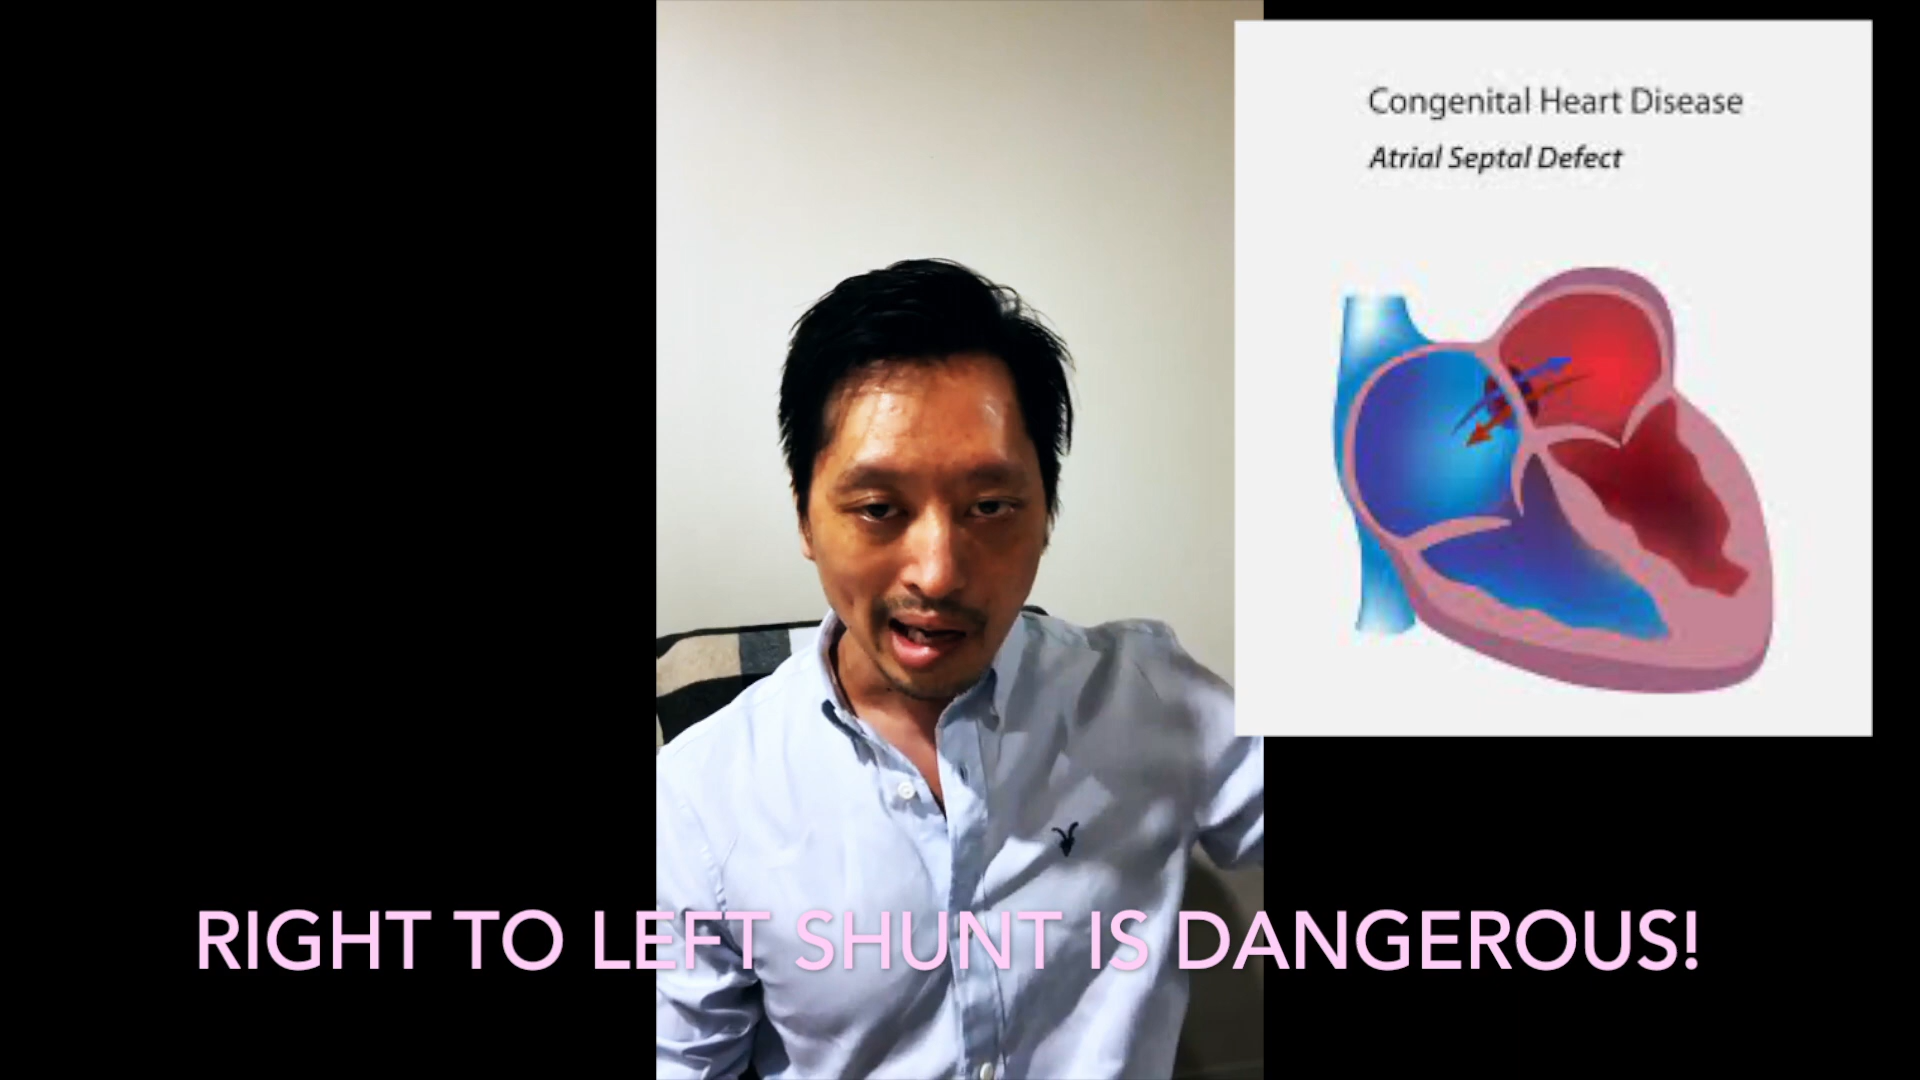 Congenital Heart Disease
Atrial Septal Defect
RIGHT TO LEFT SHUNT IS DANGEROUS!